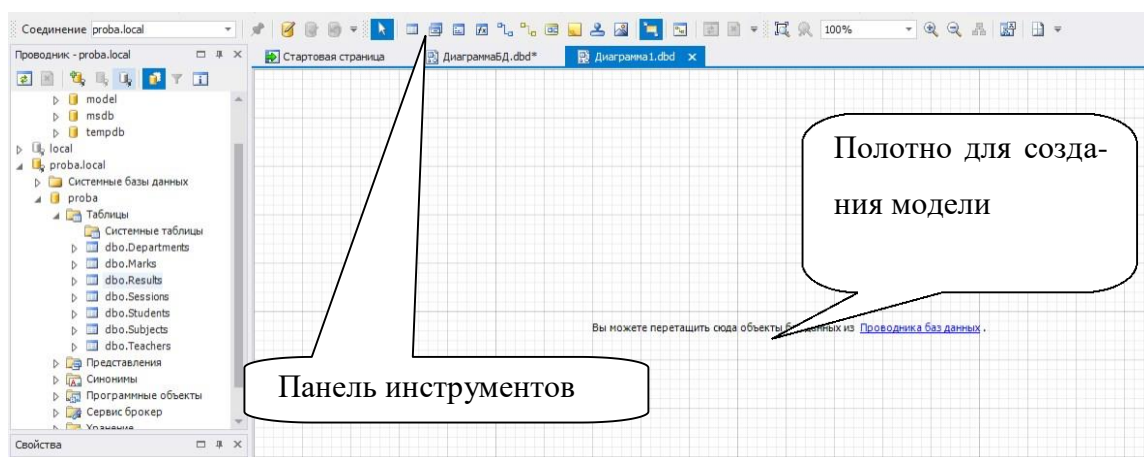 Соединение proba.local
100%
Проводник - proba.local
Стартовая страница
ДиаграммаБД.dbd*
Диаграмма1.dbd
model
msdb
tempdb
local
proba.local
Системные базы данных
proba
Таблицы
Системные таблицы
dbo.Departments
dbo.Marks
dbo.Results
dbo.Sessions
dbo.Students
dbo.Subjects
dbo.Teachers
Представления
Синонимы
Программные объекты
Сервис брокер
Хранение
Свойства
Полотно для созда-
ния модели
Вы можете перетащить сюда объекты баз данных из Проводника баз данных .
Панель инструментов